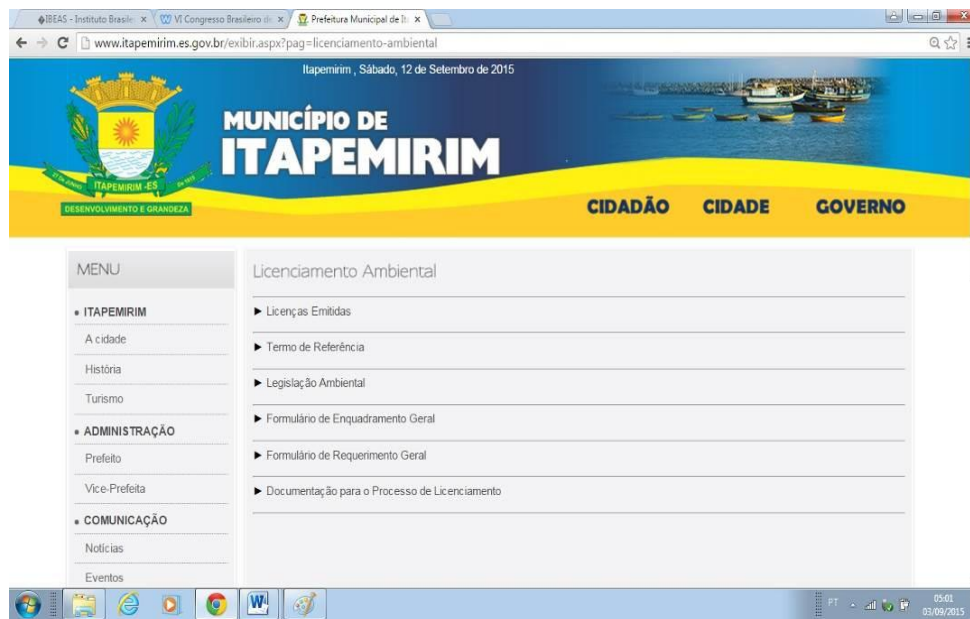 IBEAS - Instituto Brasile
VI Congresso Brasileiro d
Prefeitura Municipal de It
www.itapemirim.es.gov.br/exibir.aspx?pag=licenciamento-ambiental
Itapemirim , Sábado, 12 de Setembro de 2015
MUNICÍPIO DE
ITAPEMIRIM
ITAPEMIRIM -ES
DESENVOLVIMENTO E GRANDEZA
CIDADÃO CIDADE GOVERNO
MENU
ITAPEMIRIM
A cidade
História
Turismo
ADMINISTRAÇÃO
Prefeito
Vice-Prefeita
COMUNICAÇÃO
Notícias
Eventos
Licenciamento Ambiental
Licenças Emitidas
Termo de Referência
Legislação Ambiental
Formulário de Enquadramento Geral
Formulário de Requerimento Geral
Documentação para o Processo de Licenciamento
PT
05:01
03/09/2015